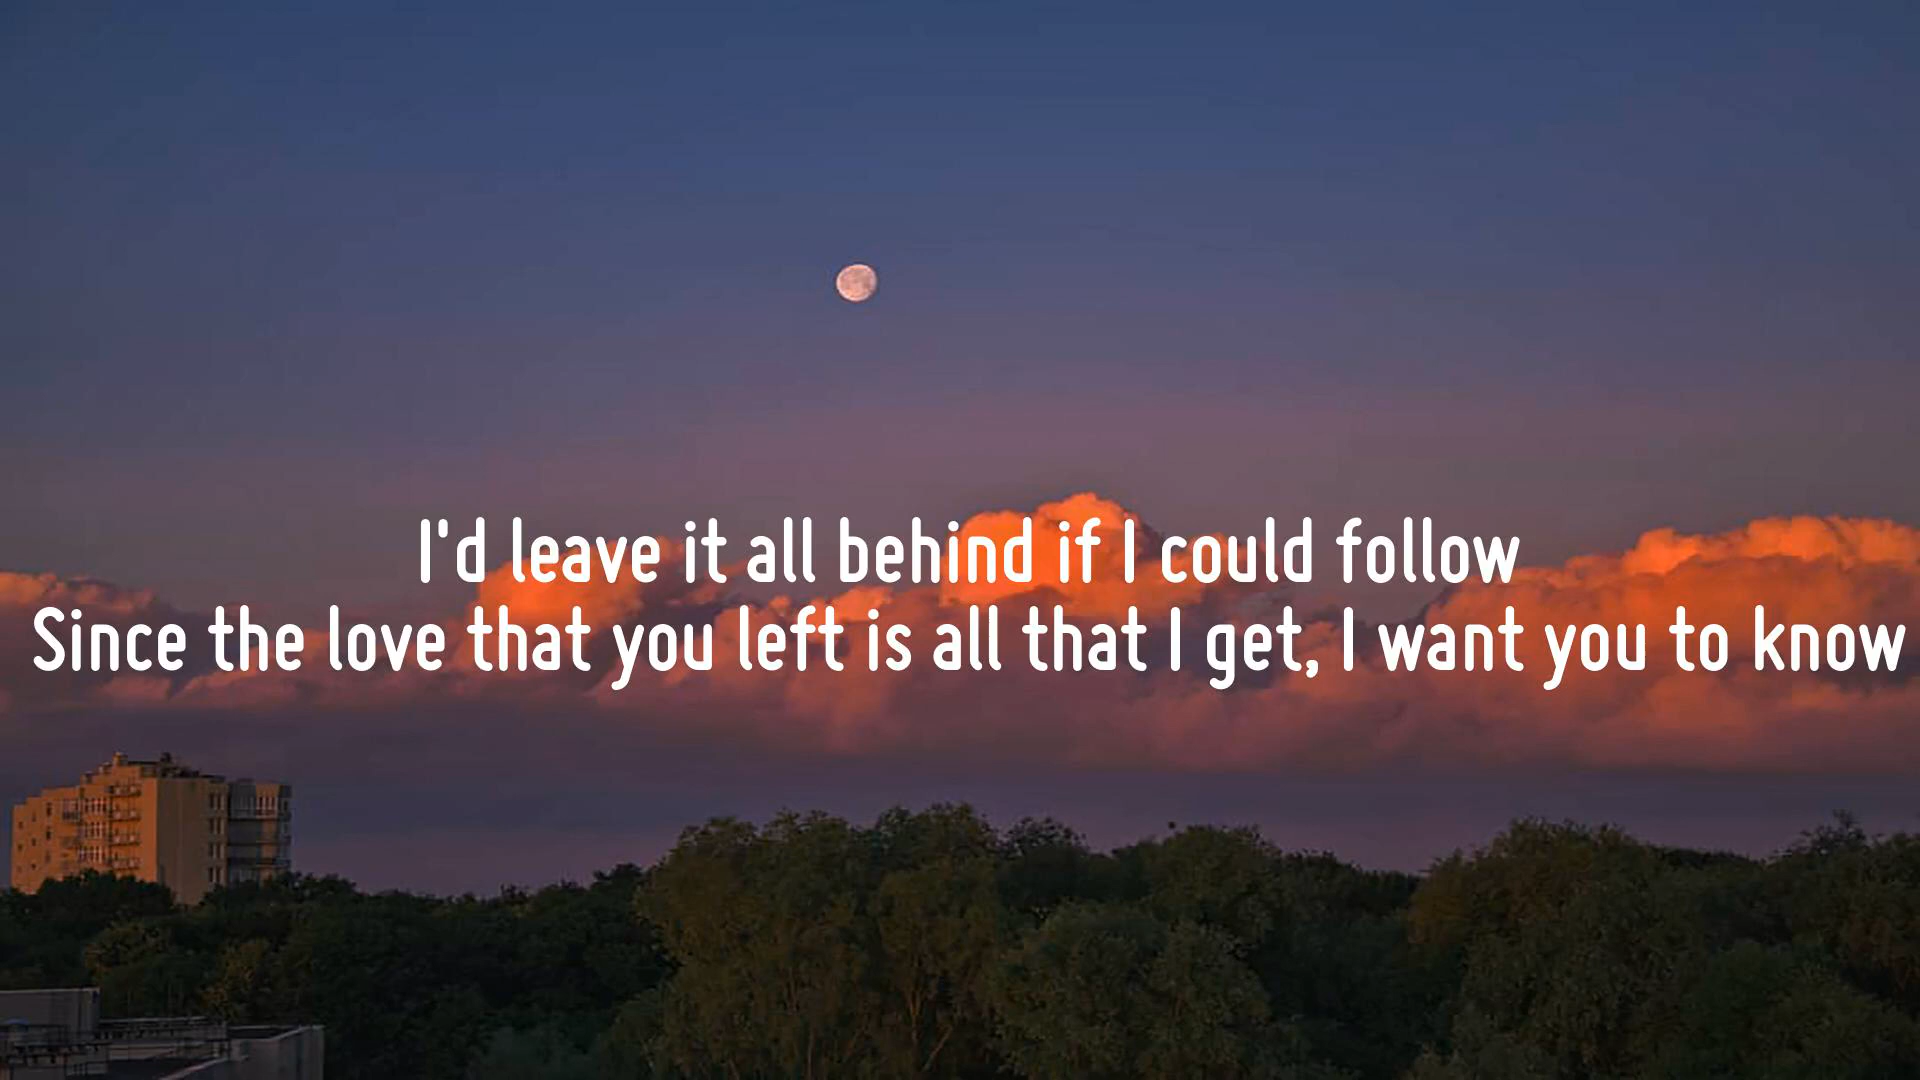 I'd leave it all behind if I could follow
Since the love that you left is all that I get, I want you to know